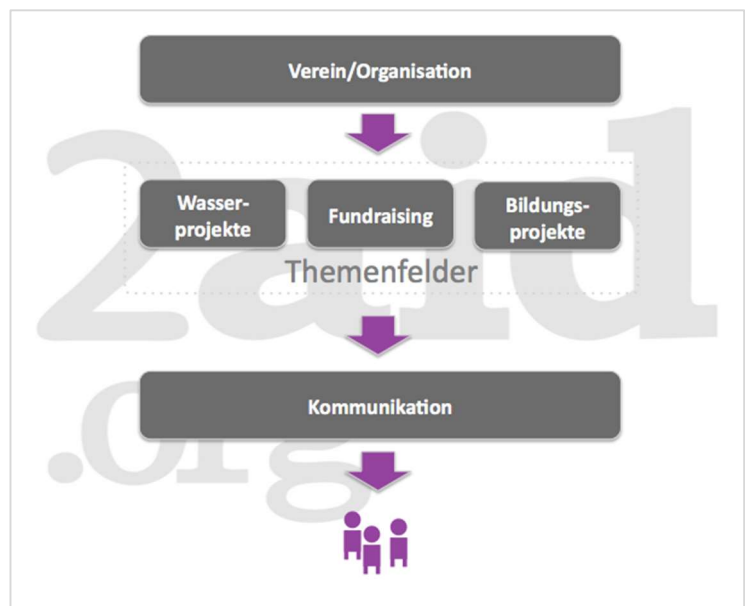 Verein/Organisation
Wasser-
projekte
Fundraising
Bildungs-
projekte
Themenfelder
Kommunikation
2aid
.org